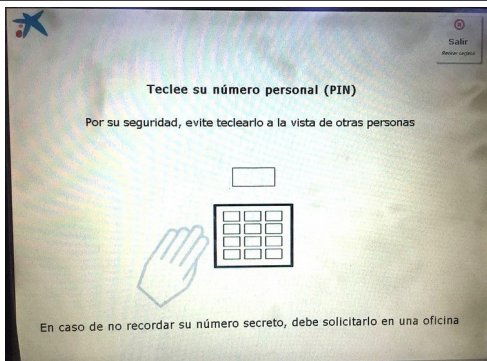 Salir
Teclee su número personal (PIN)
Por su seguridad, evite teclearlo a la vista de otras personas
En caso de no recordar su número secreto, debe solicitarlo en una oficina